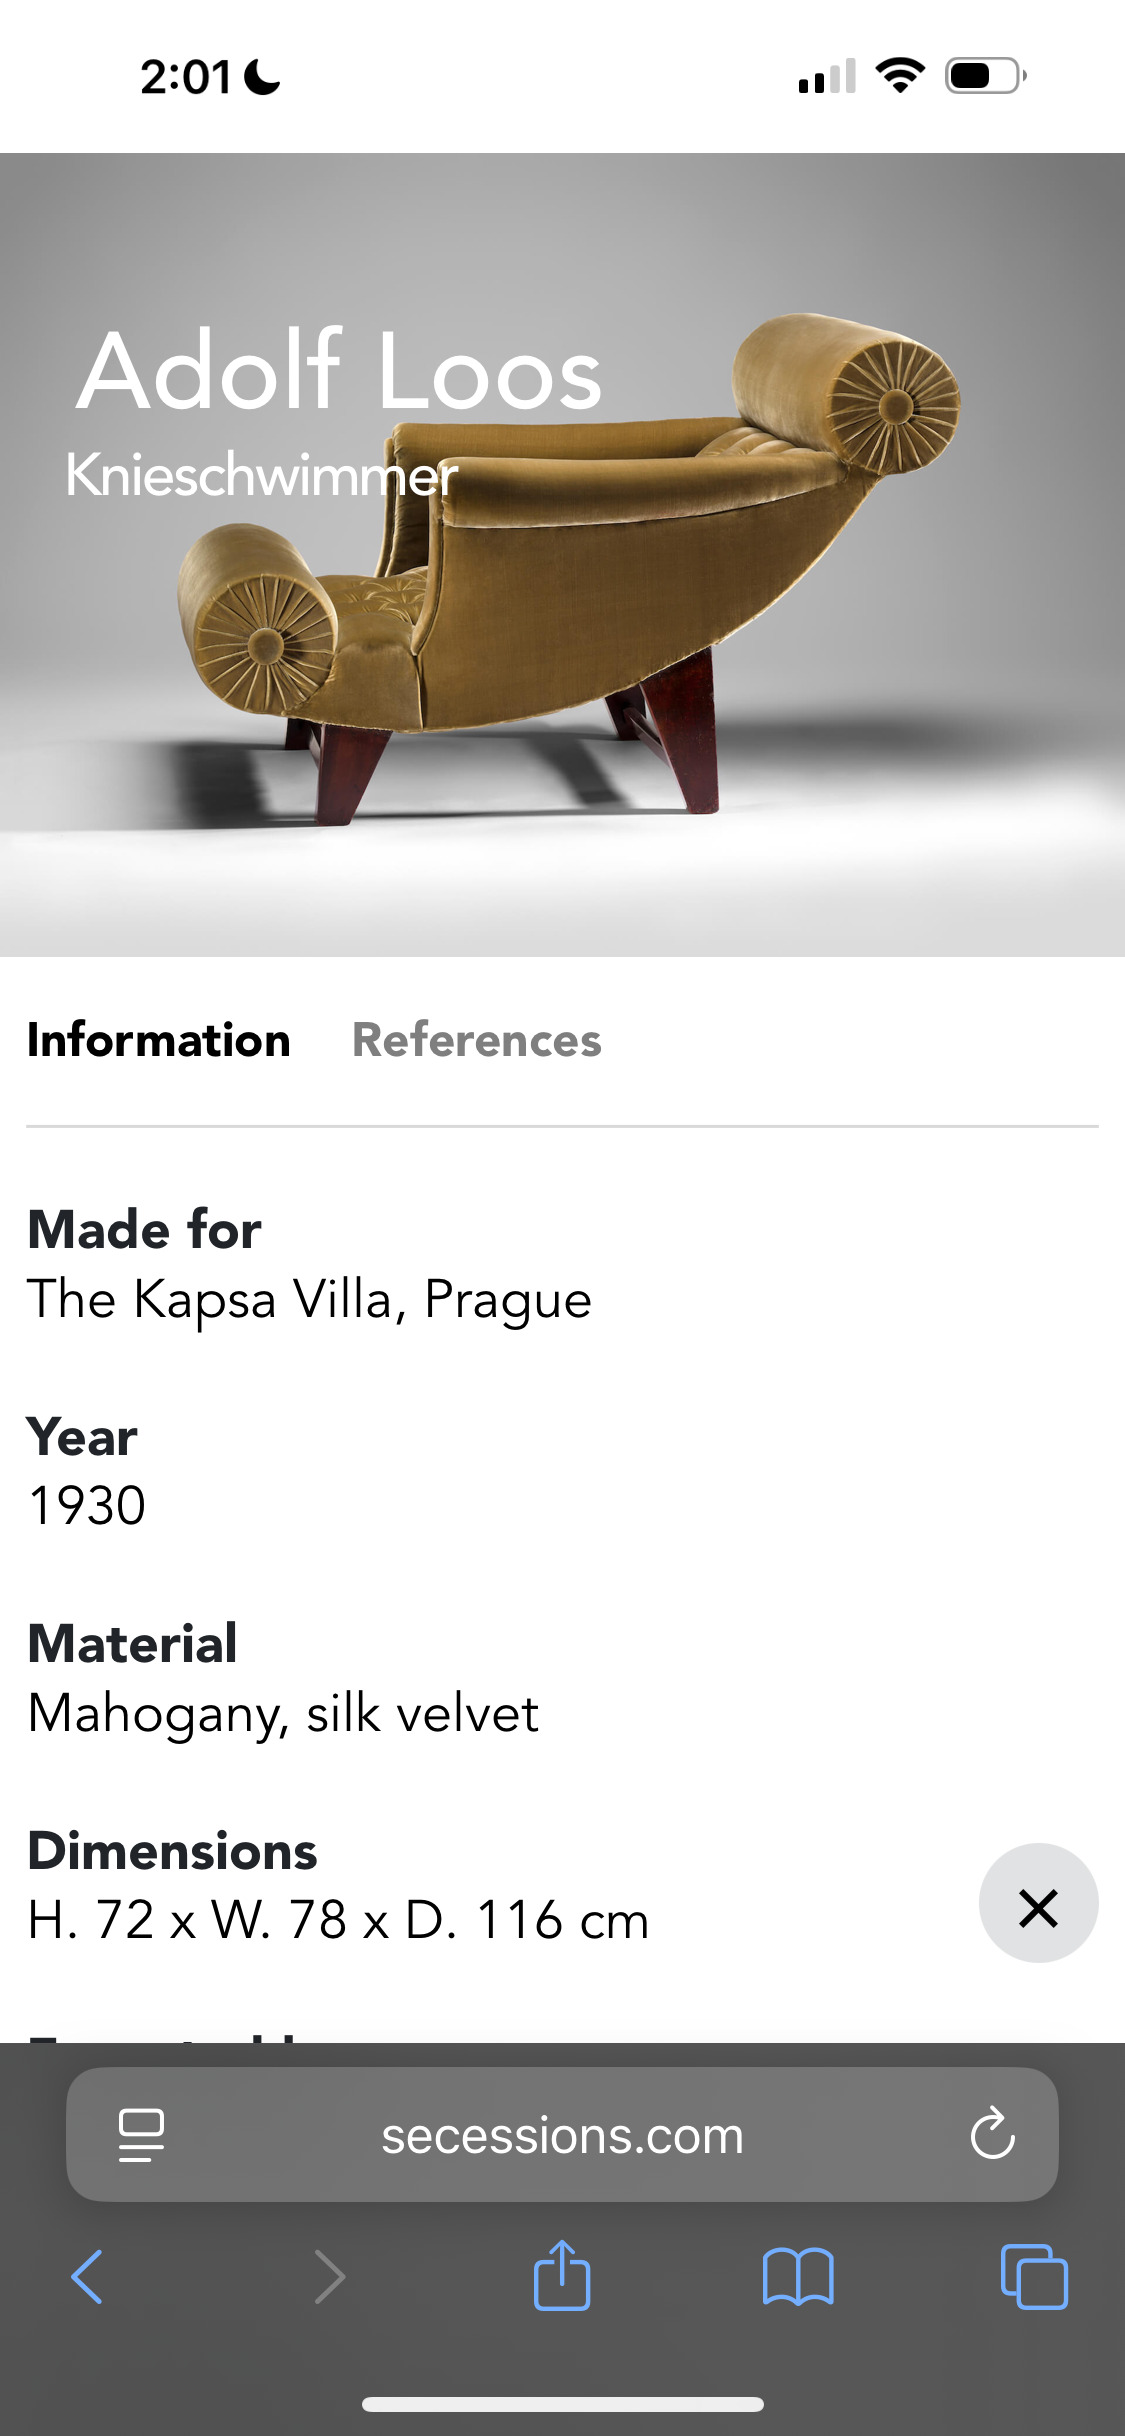 2:01
Adolf Loos
Knieschwimmer
Information References
Made for
The Kapsa Villa, Prague
Year
1930
Material
Mahogany, silk velvet
Dimensions
H. 72 x W. 78 x D. 116 cm
secessions.com